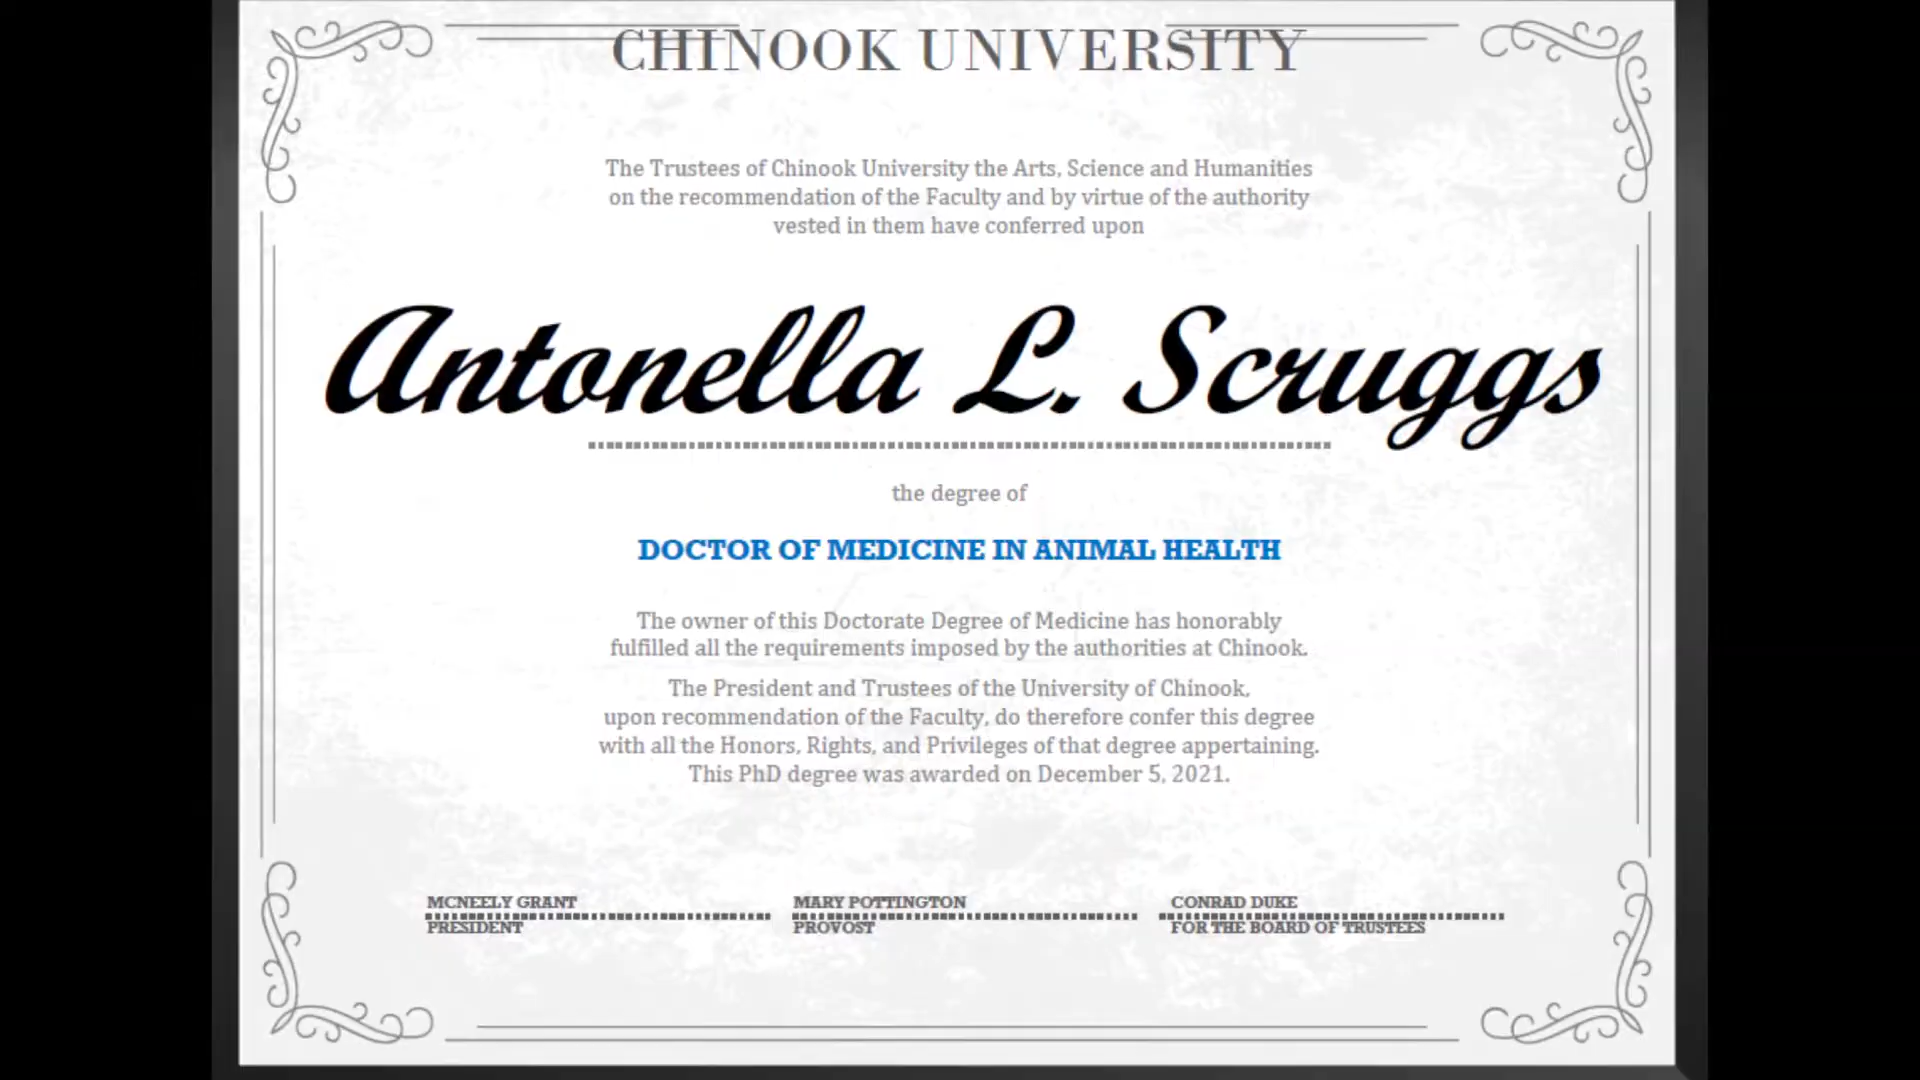 CHINOOK UNIVERSITY
The Trustees of Chinook University the Arts, Science and Humanities
on the recommendation of the Faculty and by virtue of the authority
vested in them have conferred upon
Antonella L. Scruggs
the degree of
DOCTOR OF MEDICINE IN ANIMAL HEALTH
The owner of this Doctorate Degree of Medicine has honorably
fulfilled all the requirements imposed by the authorities at Chinook.
The President and Trustees of the University of Chinook,
upon recommendation of the Faculty, do therefore confer this degree
with all the Honors, Rights, and Privileges of that degree appertaining.
This PhD degree was awarded on December 5, 2021.
MCNEELY GRANT
PRESIDENT
MARY POTTINGTON
PROVOST
CONRAD DUKE
FOR THE BOARD OF TRUSTEES